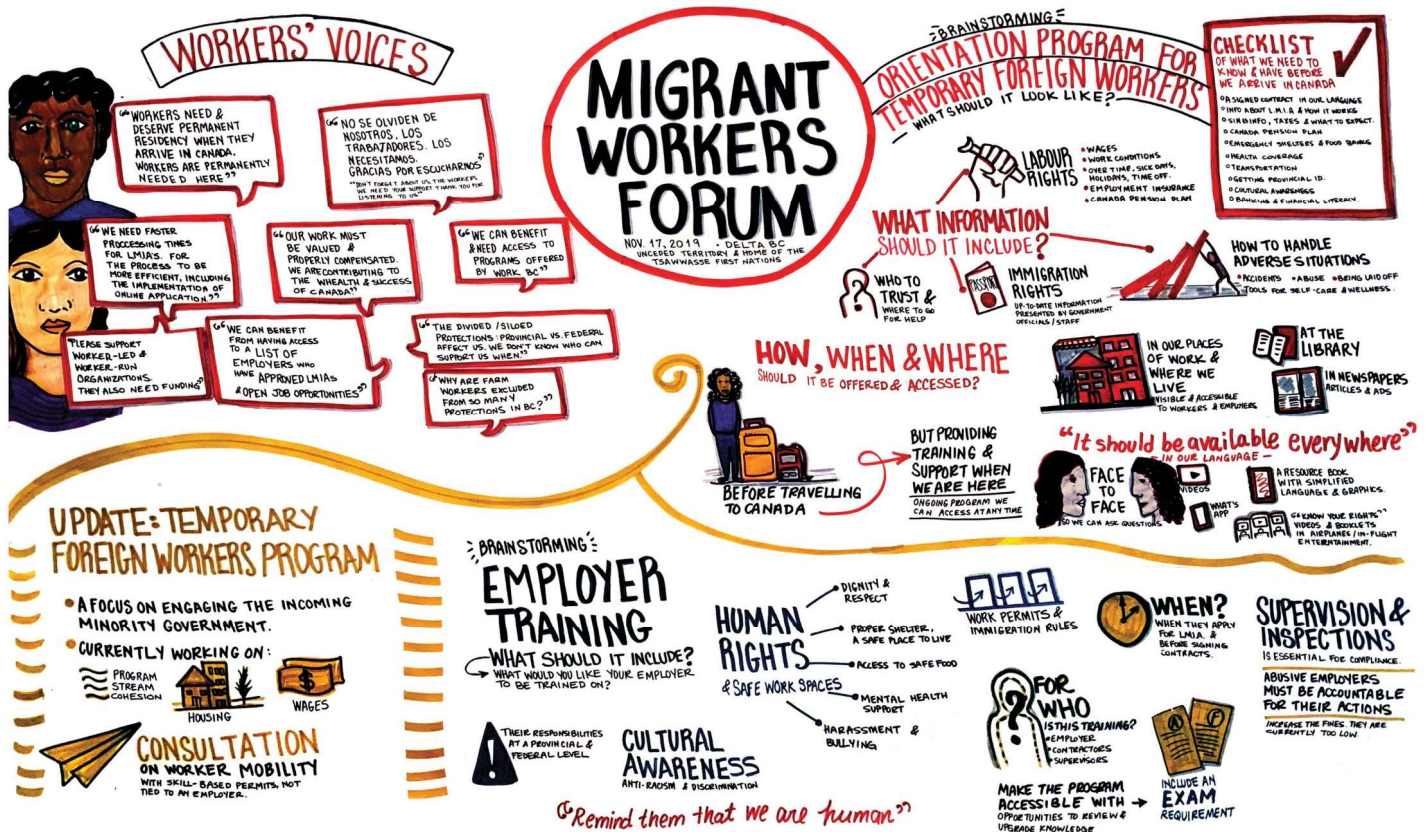 WORKERS' VOICES
"WORKERS NEED &
DESERVE PERMANENT
RESIDENCY WHEN THEY
ARRIVE IN CANADA.
WORKERS ARE PERMANENTLY
NEEDED HERE"
"NO SE OLVIDEN DE
NOSOTROS. LOS
TRABAJADORES. LOS
NECESITAMOS.
GRACIAS POR ESCUCHARNOS"
"DON'T FORGET ABOUT US, THE WORKERS
WE NEED YOUR SUPPORT THANK YOU FOR
LISTENING TO US"
"WE NEED FASTER
PROCCESSING TINES
FOR LMIA'S. FOR
THE PROCESS TO BE
MORE EFFICIENT, INCLUDING
THE IMPLEMENTATION OF
ONLINE APPLICATION."
"OUR WORK MUST
BE VALUED &
PROPERLY COMPENSATED.
WE ARE CONTRIBUTING TO
THE WHEALTH & SUCCESS
OF CANADA!"
"WE CAN BENEFIT
& NEED ACCESS TO
PROGRAMS OFFERED
BY WORK BC"
"PLEASE SUPPORT
WORKER-LED &
WORKER-RUN
ORGANIZATIONS.
THEY ALSO NEED FUNDING"
"WE CAN BENEFIT
FROM HAVING ACCESS
TO A LIST OF
EMPLOYERS WHO
HAVE APPROVED LMIAS
& OPEN JOB OPPORTUNITIES"
"THE DIVIDED / SILOED
PROTECTIONS: PROVINCIAL VS. FEDERAL
AFFECT US. WE DON'T KNOW WHO CAN
SUPPORT US WHEN"
"WHY ARE FARM
WORKERS EXCLUDED
FROM SO MANY
PROTECTIONS IN BC?"
MIGRANT
WORKERS
FORUM
NOV. 17, 2019 • DELTA BC
UNCEDED TERRITORY & HOME OF THE
TSAWWASSE FIRST NATIONS
BRAINSTORMING
ORIENTATION PROGRAM FOR
TEMPORARY FOREIGN WORKERS
WHAT SHOULD IT LOOK LIKE?
CHECKLIST
OF WHAT WE NEED TO
KNOW & HAVE BEFORE
WE ARRIVE IN CANADA
A SIGNED CONTRACT IN OUR LANGUAGE
INFO ABOUT L.M.I.A & HOW IT WORKS
SIN INFO, TAXES & WHAT TO EXPECT.
CANADA PENSION PLAN
EMERGENCY SHELTERS & FOOD BANKS
HEALTH COVERAGE
TRANSPORTATION
GETTING PROVINCIAL ID.
CULTURAL AWARENESS
BANKING & FINANCIAL LITERACY.
LABOUR
RIGHTS
• WAGES
• WORK CONDITIONS
• OVER TIME, SICK DAYS,
HOLIDAYS, TIME OFF.
• EMPLOYMENT INSURANCE
• CANADA PENSION PLAN
WHAT INFORMATION
SHOULD IT INCLUDE?
WHO TO
TRUST &
WHERE TO GO
FOR HELP
PASSPORT
IMMIGRATION
RIGHTS
UP-TO-DATE INFORMATION
PRESENTED BY GOVERNMENT
OFFICIALS / STAFF
HOW TO HANDLE
ADVERSE SITUATIONS
• ACCIDENTS • ABUSE • BEING LAID OFF
TOOLS FOR SELF-CARE & WELLNESS.
HOW, WHEN & WHERE
SHOULD IT BE OFFERED & ACCESSED?
BEFORE TRAVELLING
TO CANADA
BUT PROVIDING
TRAINING &
SUPPORT WHEN
WE ARE HERE
ONGOING PROGRAM WE
CAN ACCESS AT ANY TIME
IN OUR PLACES
OF WORK &
WHERE WE
LIVE
VISIBLE & ACCESSIBLE
TO WORKERS & EMPLOYERS
AT THE
LIBRARY
IN NEWSPAPERS
ARTICLES & ADS
"It should be available everywhere"
- IN OUR LANGUAGE -
FACE
TO
FACE
SO WE CAN ASK QUESTIONS
VIDEOS
WHAT'S
APP
A RESOURCE BOOK
WITH SIMPLIFIED
LANGUAGE & GRAPHICS.
"KNOW YOUR RIGHTS"
VIDEOS & BOOKLETS
IN AIRPLANES / IN-FLIGHT
ENTERTAINMENT.
UPDATE: TEMPORARY
FOREIGN WORKERS PROGRAM
• A FOCUS ON ENGAGING THE INCOMING
MINORITY GOVERNMENT.
• CURRENTLY WORKING ON:
PROGRAM
STREAM
COHESION
HOUSING
WAGES
CONSULTATION
ON WORKER MOBILITY
WITH SKILL-BASED PERMITS, NOT
TIED TO AN EMPLOYER.
BRAINSTORMING
EMPLOYER
TRAINING
WHAT SHOULD IT INCLUDE?
WHAT WOULD YOU LIKE YOUR EMPLOYER
TO BE TRAINED ON?
THEIR RESPONSIBILITIES
AT A PROVINCIAL &
FEDERAL LEVEL
CULTURAL
AWARENESS
ANTI-RACISM & DISCRIMINATION
"Remind them that we are human"
HUMAN
RIGHTS
& SAFE WORK SPACES
DIGNITY &
RESPECT
PROPER SHELTER,
A SAFE PLACE TO LIVE
ACCESS TO SAFE FOOD
MENTAL HEALTH
SUPPORT
HARASSMENT &
BULLYING
WORK PERMITS &
IMMIGRATION RULES
WHEN?
WHEN THEY APPLY
FOR LMIA. &
BEFORE SIGNING
CONTRACTS.
FOR
WHO
IS THIS TRAINING?
• EMPLOYER
• CONTRACTORS
• SUPERVISORS
MAKE THE PROGRAM
ACCESSIBLE WITH
OPPORTUNITIES TO REVIEW &
UPGRADE KNOWLEDGE
A
F
INCLUDE AN
EXAM
REQUIREMENT
SUPERVISION &
INSPECTIONS
IS ESSENTIAL FOR COMPLIANCE.
ABUSIVE EMPLOYERS
MUST BE ACCOUNTABLE
FOR THEIR ACTIONS
INCREASE THE FINES. THEY ARE
CURRENTLY TOO LOW.